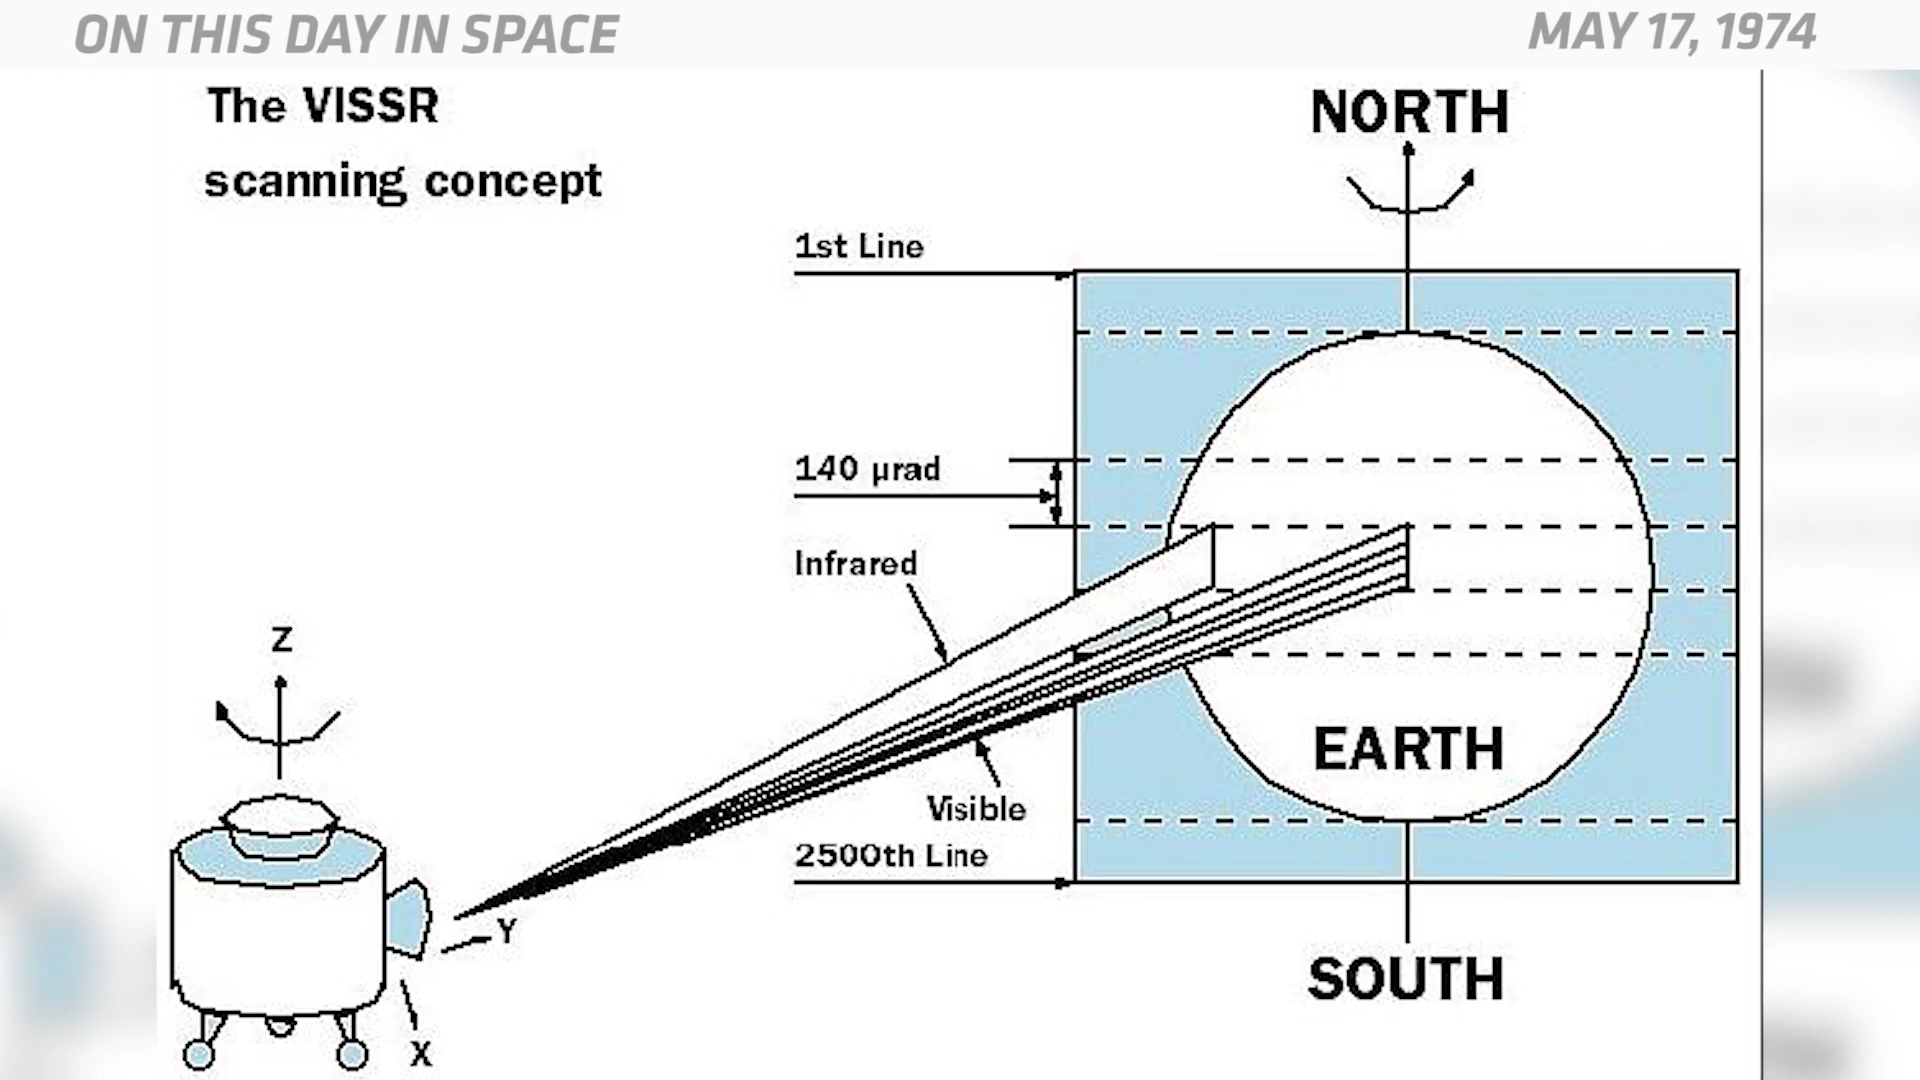 ON THIS DAY IN SPACE
MAY 17, 1974
The VISSR
scanning concept
NORTH
1st Line
140 µrad
Infrared
Z
EARTH
Visible
2500th Line
Y
SOUTH
X